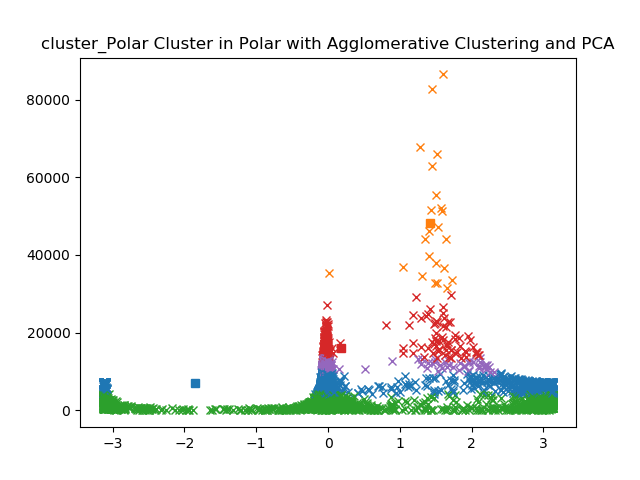 cluster_Polar Cluster in Polar with Agglomerative Clustering and PCA
80000
60000
40000
20000
0
−3 −2 −1 0 1 2 3